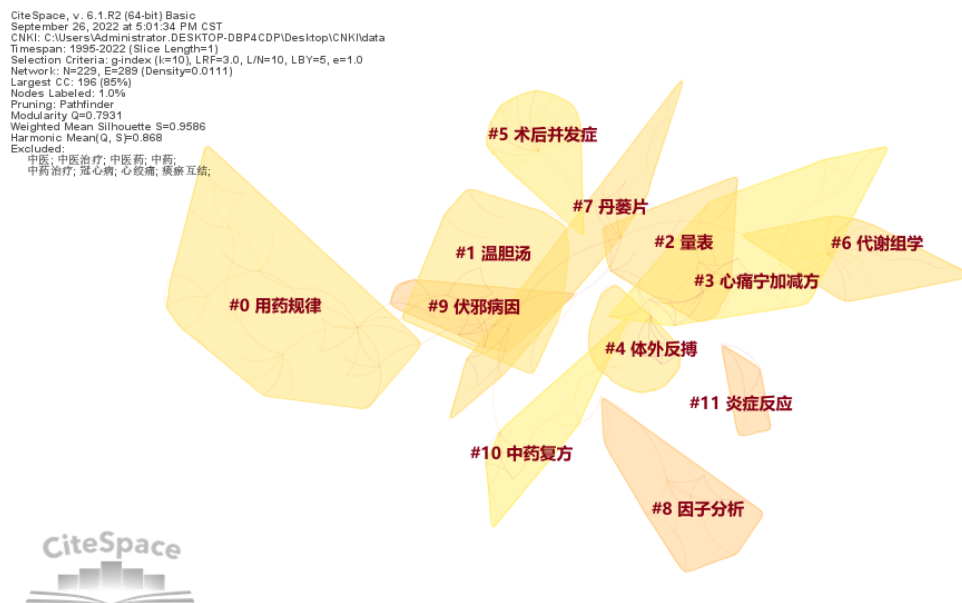 CiteSpace, v. 6.1.R2 (64-bit) Basic
September 26, 2022 at 5:01:34 PM CST
CNKI: C:\Users\Administrator.DESKTOP-DBP4CDP\Desktop\CNKI\data
Timespan: 1995-2022 (Slice Length=1)
Selection Criteria: g-index (k=10), LRF=3.0, L/N=10, LBY=5, e=1.0
Network: N=229, E=289 (Density=0.0111)
Largest CC: 196 (85%)
Nodes Labeled: 1.0%
Pruning: Pathfinder
Modularity Q=0.7931
Weighted Mean Silhouette S=0.9586
Harmonic Mean(Q, S)=0.868
Excluded:
中医; 中医治疗; 中医药; 中药;
中药治疗; 冠心病; 心绞痛; 痰瘀互结;
#5 术后并发症
#7 丹蒌片
#2 量表
#6 代谢组学
#1 温胆汤
#3 心痛宁加减方
#0 用药规律
#9 伏邪病因
#4 体外反搏
#11 炎症反应
#10 中药复方
#8 因子分析
CiteSpace